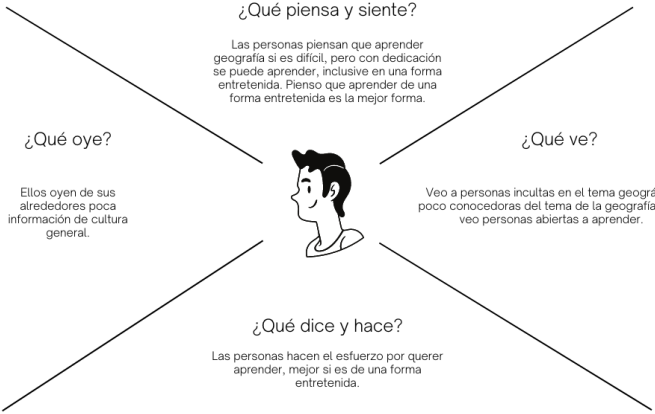 ¿Qué piensa y siente?
Las personas piensan que aprender
geografía si es difícil, pero con dedicación
se puede aprender, inclusive en una forma
entretenida. Pienso que aprender de una
forma entretenida es la mejor forma.
¿Qué oye?
Ellos oyen de sus
alrededores poca
información de cultura
general.
¿Qué ve?
Veo a personas incultas en el tema
poco conocedoras del tema de la geografía
veo personas abiertas a aprender.
¿Qué dice y hace?
Las personas hacen el esfuerzo por querer
aprender, mejor si es de una forma
entretenida.